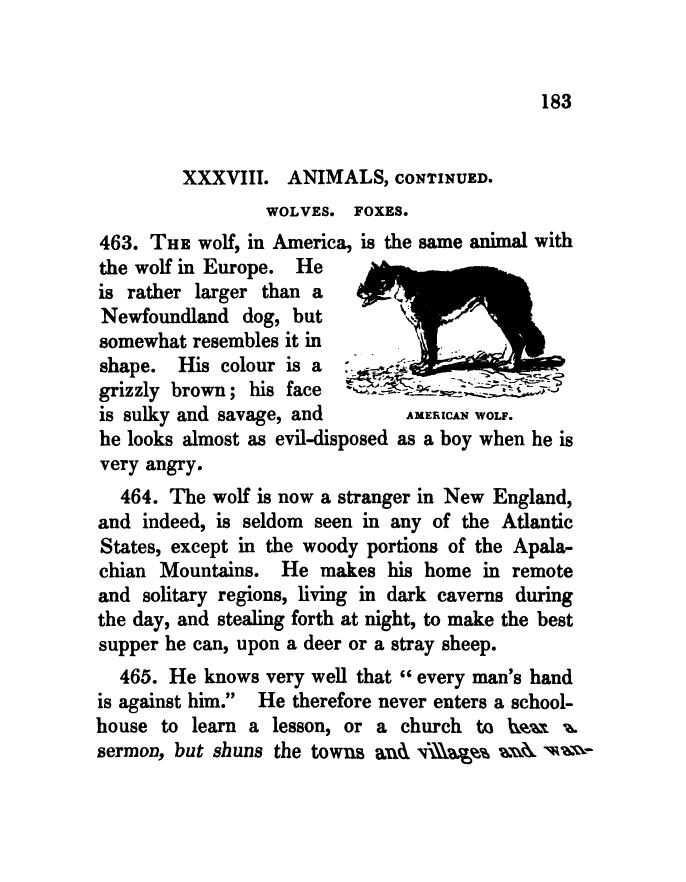 183
XXXVIII. ANIMALS, CONTINUED.
WOLVES. FOXES.
463. THE wolf, in America, is the same animal with
the wolf in Europe. He
is rather larger than a
Newfoundland dog, but
somewhat resembles it in
shape. His colour is a
grizzly brown; his face
is sulky and savage, and
AMERICAN WOLF.
he looks almost as evil-disposed as a boy when he is
very angry.
464. The wolf is now a stranger in New England,
and indeed, is seldom seen in any of the Atlantic
States, except in the woody portions of the Apala-
chian Mountains. He makes his home in remote
and solitary regions, living in dark caverns during
the day, and stealing forth at night, to make the best
supper he can, upon a deer or a stray sheep.
465. He knows very well that “every man's hand
is against him.” He therefore never enters a school-
house to learn a lesson, or a church to hear a
sermon, but shuns the towns and villages and wan-